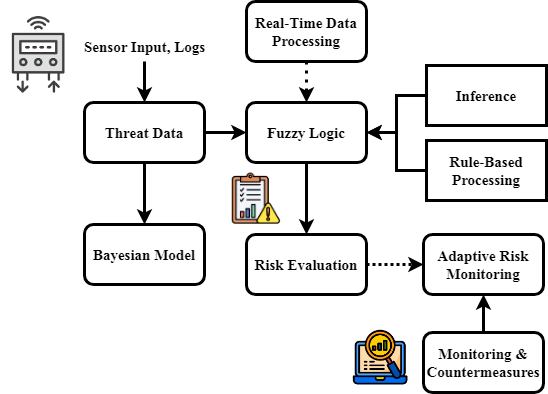 Real-Time Data
Processing
Sensor Input, Logs
Threat Data
Fuzzy Logic
Inference
Rule-Based
Processing
Bayesian Model
Risk Evaluation
Adaptive Risk
Monitoring
Monitoring &
Countermeasures